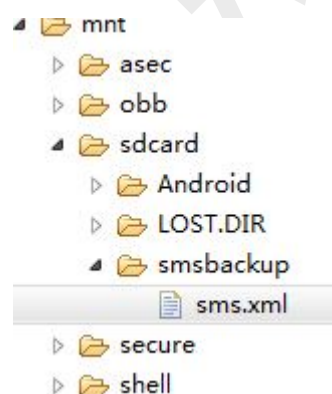 mnt
asec
obb
sdcard
Android
LOST.DIR
smsbackup
sms.xml
secure
shell